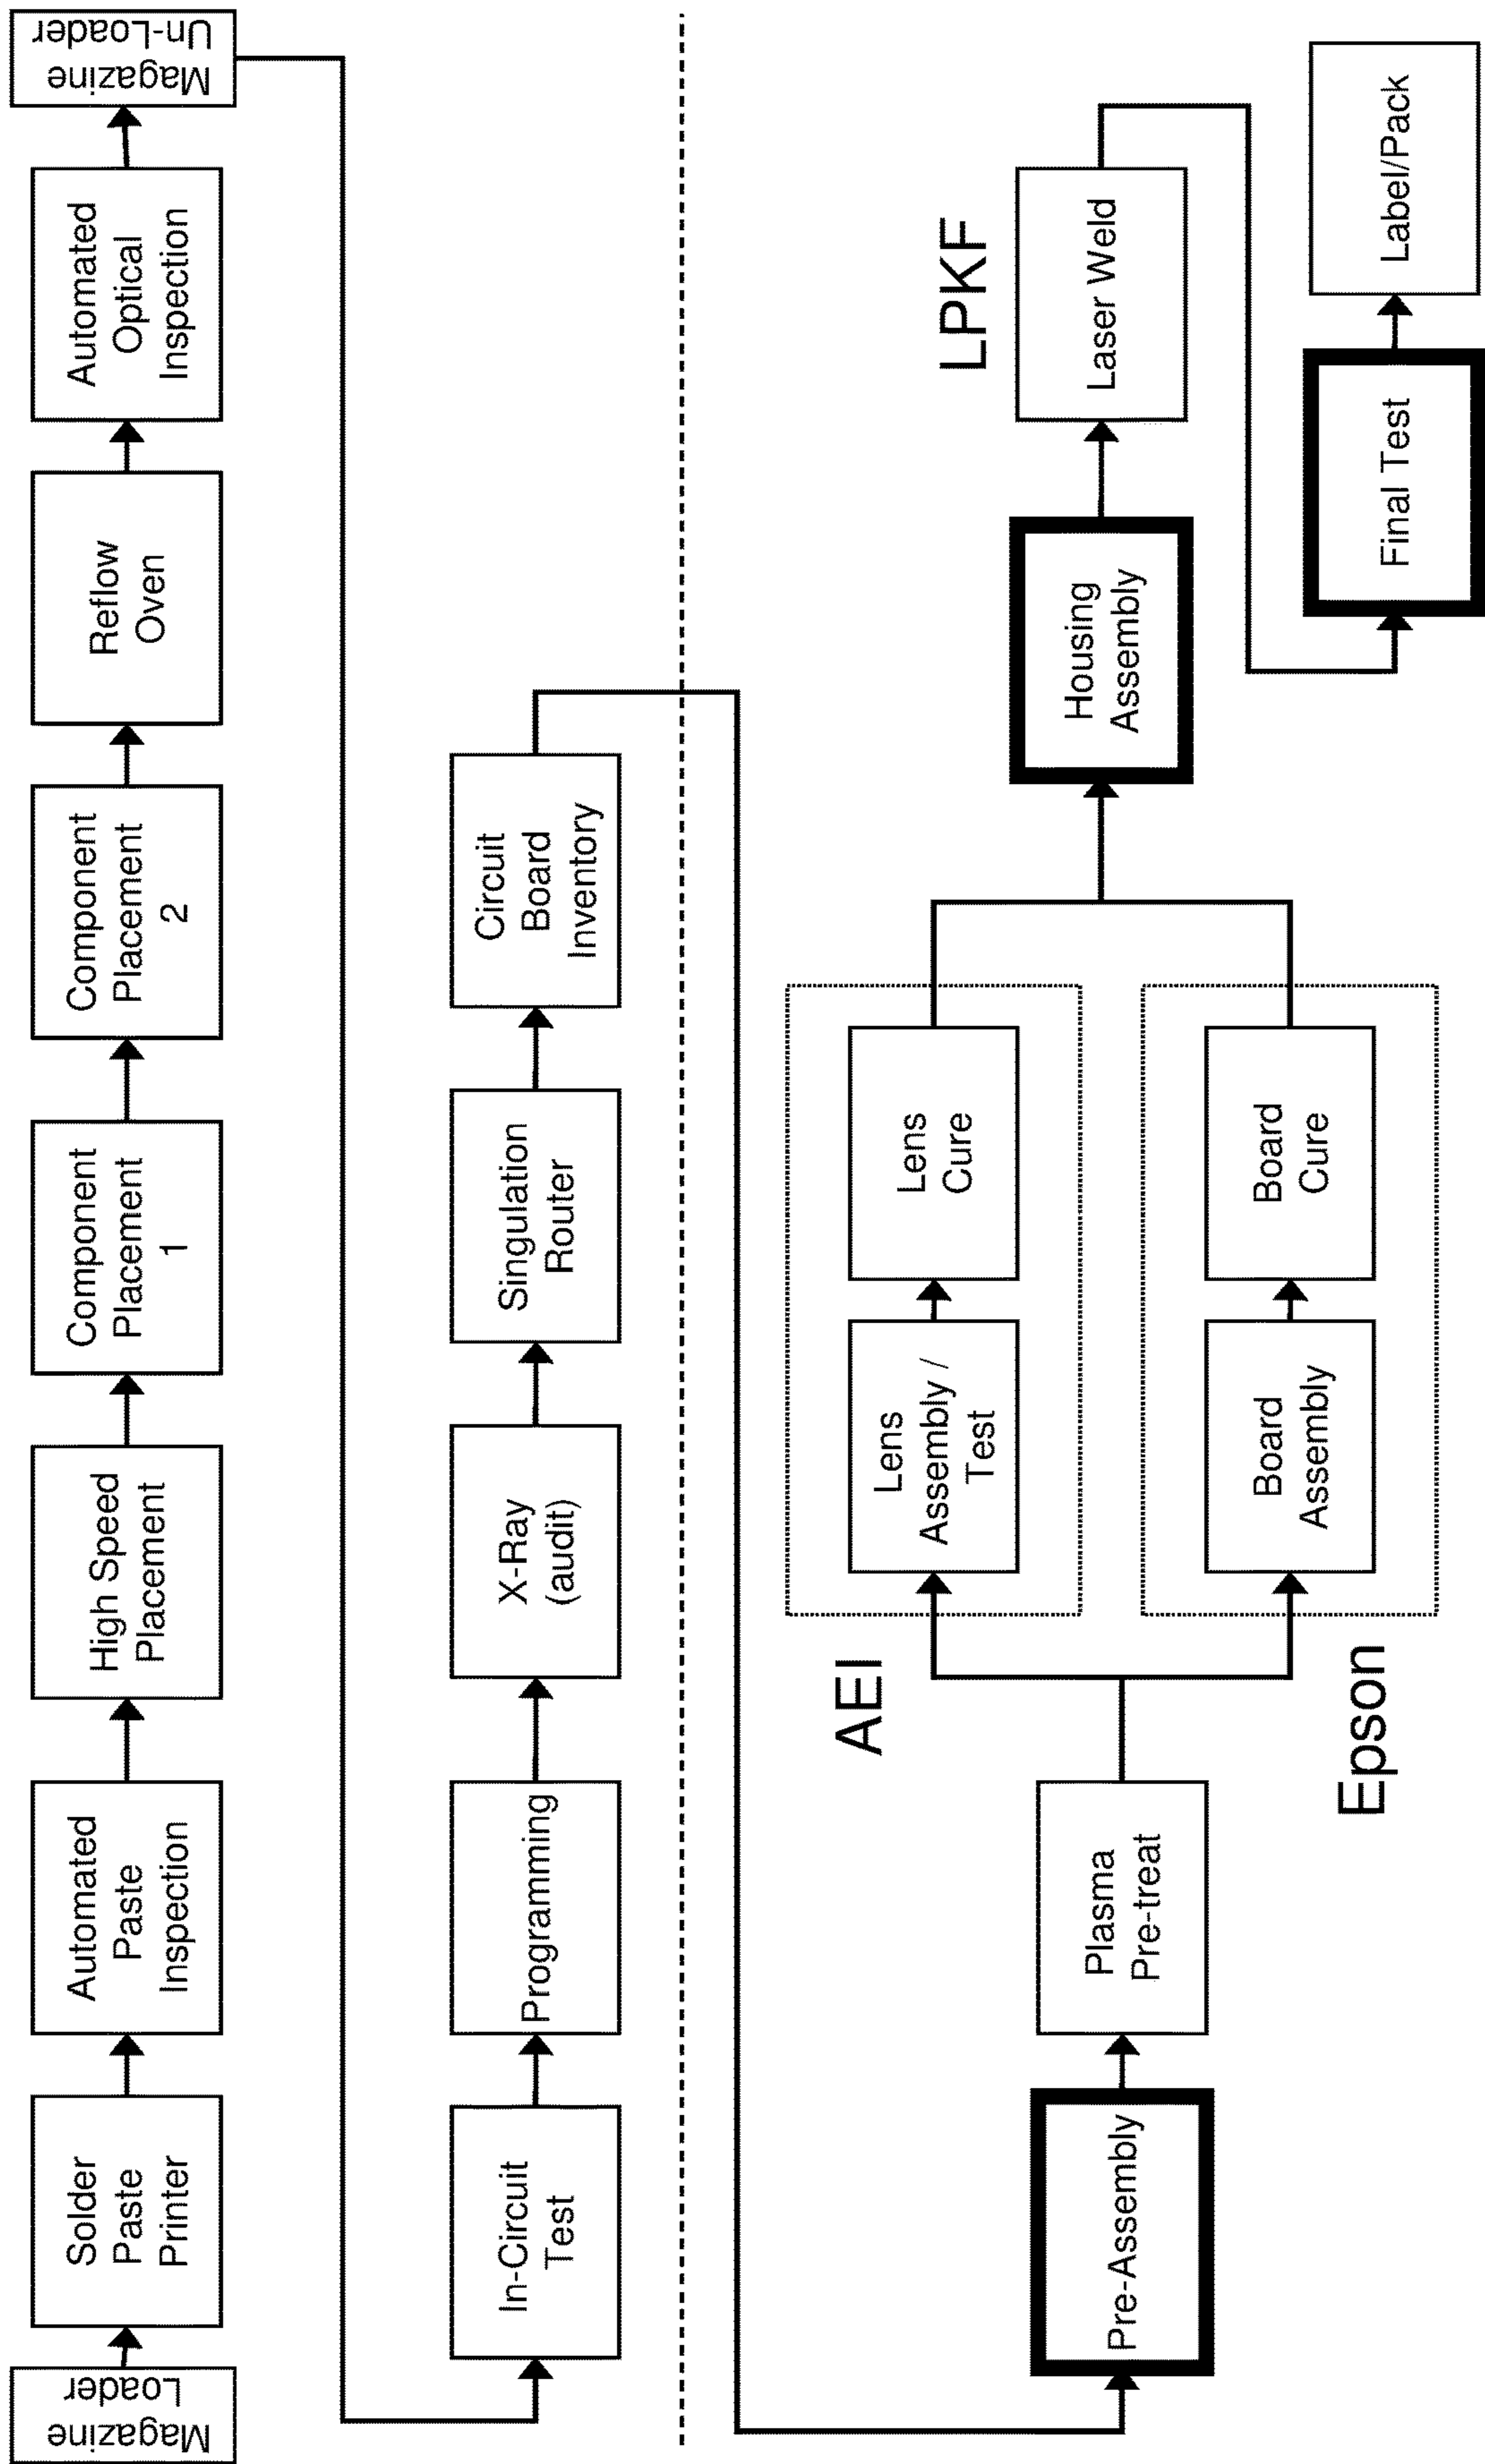 Magazine
Loader
Solder
Paste
Printer
Automated
Paste
Inspection
High Speed
Placement
Component
Placement
1
Component
Placement
2
Reflow
Oven
Automated
Optical
Inspection
Magazine
Un-Loader
In-Circuit
Test
Programming
X-Ray
(audit)
Singulation
Router
Circuit
Board
Inventory
Pre-Assembly
Plasma
Pre-treat
AEI
Lens
Assembly /
Test
Lens
Cure
Epson
Board
Assembly
Board
Cure
Housing
Assembly
LPKF
Laser Weld
Final Test
Label/Pack